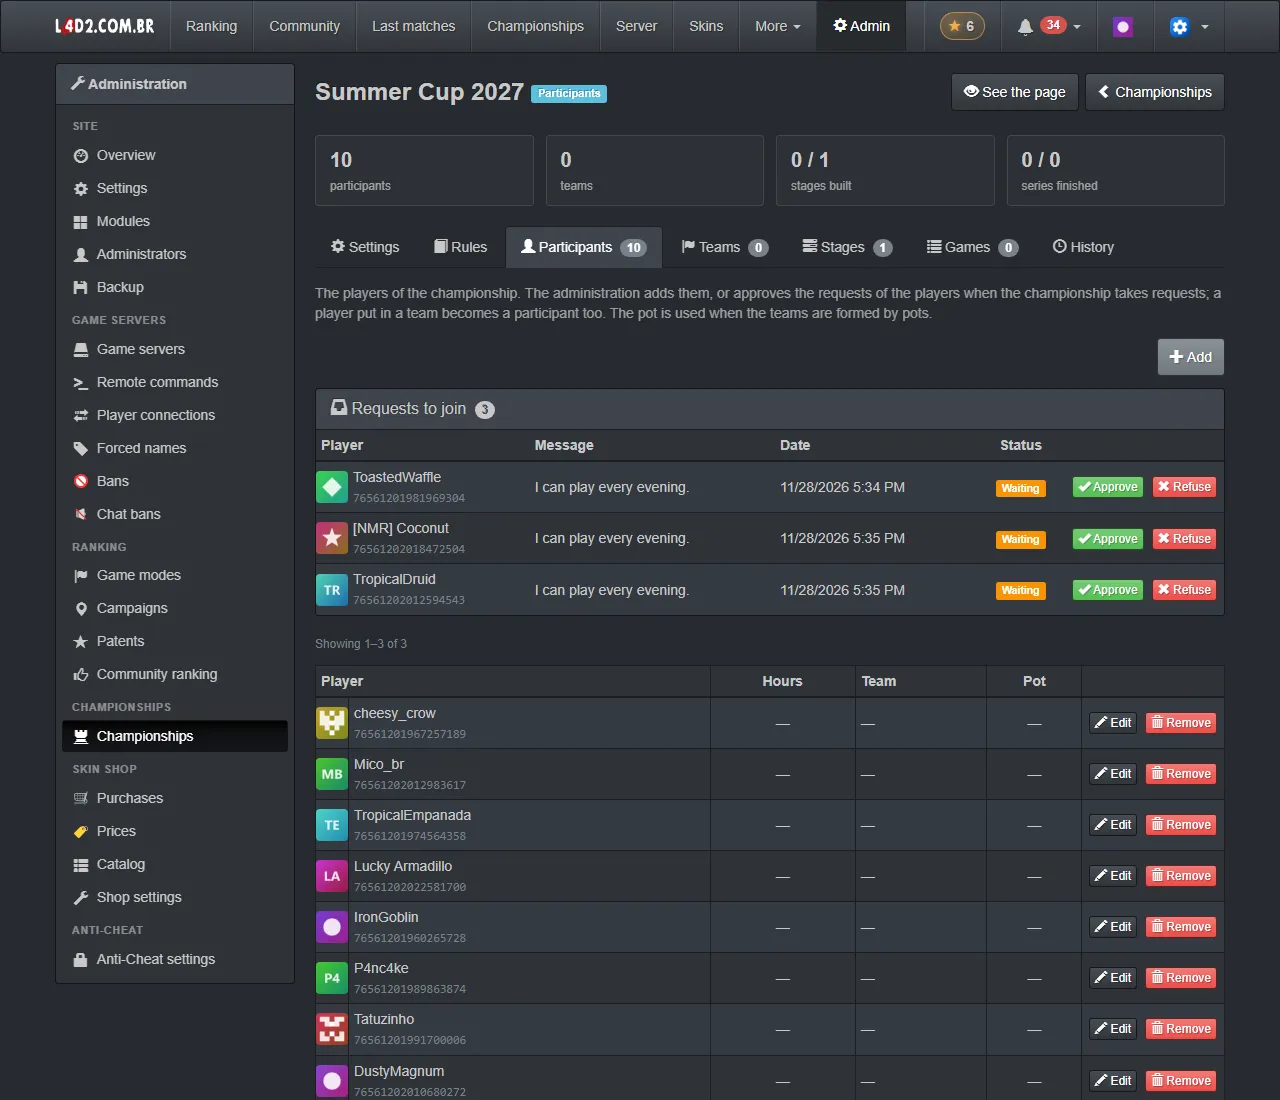 L4D2.COM.BR Ranking Community Last matches Championships Server Skins More Admin 6 34
Administration
SITE
Overview
Settings
Modules
Administrators
Backup
GAME SERVERS
Game servers
Remote commands
Player connections
Forced names
Bans
Chat bans
RANKING
Game modes
Campaigns
Patents
Community ranking
CHAMPIONSHIPS
Championships
SKIN SHOP
Purchases
Prices
Catalog
Shop settings
ANTI-CHEAT
Anti-Cheat settings
Summer Cup 2027 Participants See the page Championships
10
participants
0
teams
0 / 1
stages built
0 / 0
series finished
Settings Rules Participants 10 Teams 0 Stages 1 Games 0 History
The players of the championship. The administration adds them, or approves the requests of the players when the championship takes requests; a
player put in a team becomes a participant too. The pot is used when the teams are formed by pots.
Add
Requests to join 3
Player Message Date Status
ToastedWaffle
76561201981969304 I can play every evening. 11/28/2026 5:34 PM Waiting Approve Refuse
[NMR] Coconut
76561202018472504 I can play every evening. 11/28/2026 5:35 PM Waiting Approve Refuse
TR TropicalDruid
76561202012594543 I can play every evening. 11/28/2026 5:35 PM Waiting Approve Refuse
Showing 1–3 of 3
Player Hours Team Pot
cheesy_crow
76561201967257189 — — — Edit Remove
MB Mico_br
76561202012983617 — — — Edit Remove
TE TropicalEmpanada
76561201974564358 — — — Edit Remove
LA Lucky Armadillo
76561202022581700 — — — Edit Remove
IronGoblin
76561201960265728 — — — Edit Remove
P4 P4nc4ke
76561201989863874 — — — Edit Remove
Tatuzinho
76561201991700006 — — — Edit Remove
DustyMagnum
76561202010680272 — — — Edit Remove